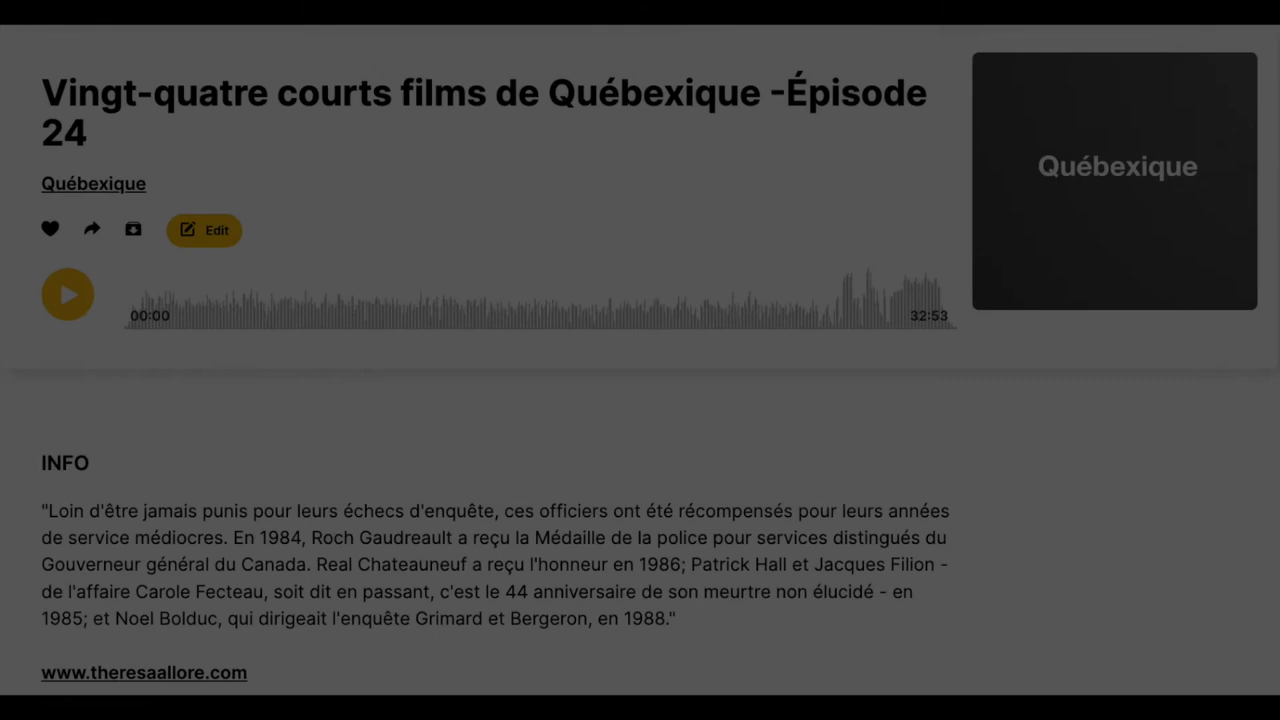 Vingt-quatre courts films de Québexique -Épisode
24
Québexique
Québexique
Edit
00:00
32:53
INFO
"Loin d'être jamais punis pour leurs échecs d'enquête, ces officiers ont été récompensés pour leurs années
de service médiocres. En 1984, Roch Gaudreault a reçu la Médaille de la police pour services distingués du
Gouverneur général du Canada. Real Chateauneuf a reçu l'honneur en 1986; Patrick Hall et Jacques Filion -
de l'affaire Carole Fecteau, soit dit en passant, c'est le 44 anniversaire de son meurtre non élucidé - en
1985; et Noel Bolduc, qui dirigeait l'enquête Grimard et Bergeron, en 1988."
www.theresaallore.com